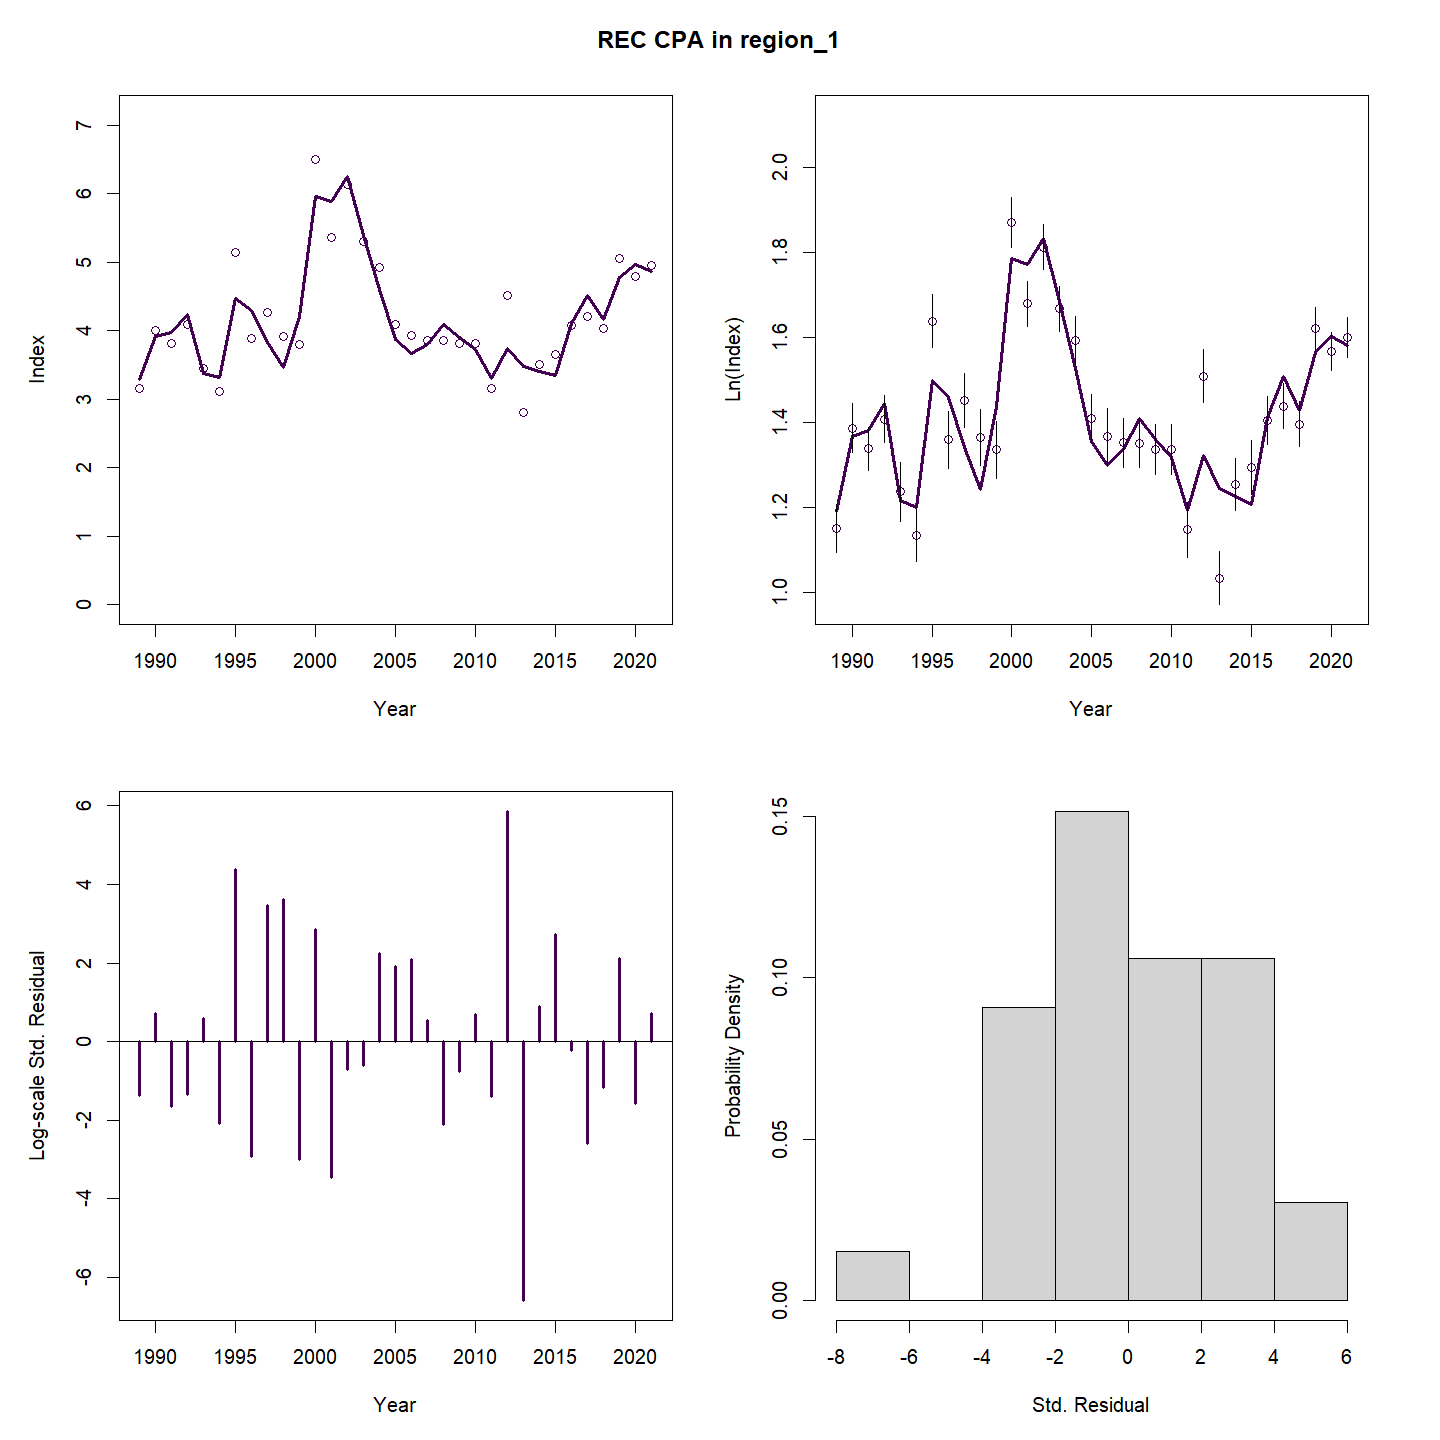 REC CPA in region_1
Index
7
6
5
4
3
2
1
0
1990 1995 2000 2005 2010 2015 2020
Year
Ln(Index)
2.0
1.8
1.6
1.4
1.2
1.0
1990 1995 2000 2005 2010 2015 2020
Year
Log-scale Std. Residual
6
4
2
0
-2
-4
-6
1990 1995 2000 2005 2010 2015 2020
Year
Probability Density
0.15
0.10
0.05
0.00
-8 -6 -4 -2 0 2 4 6
Std. Residual